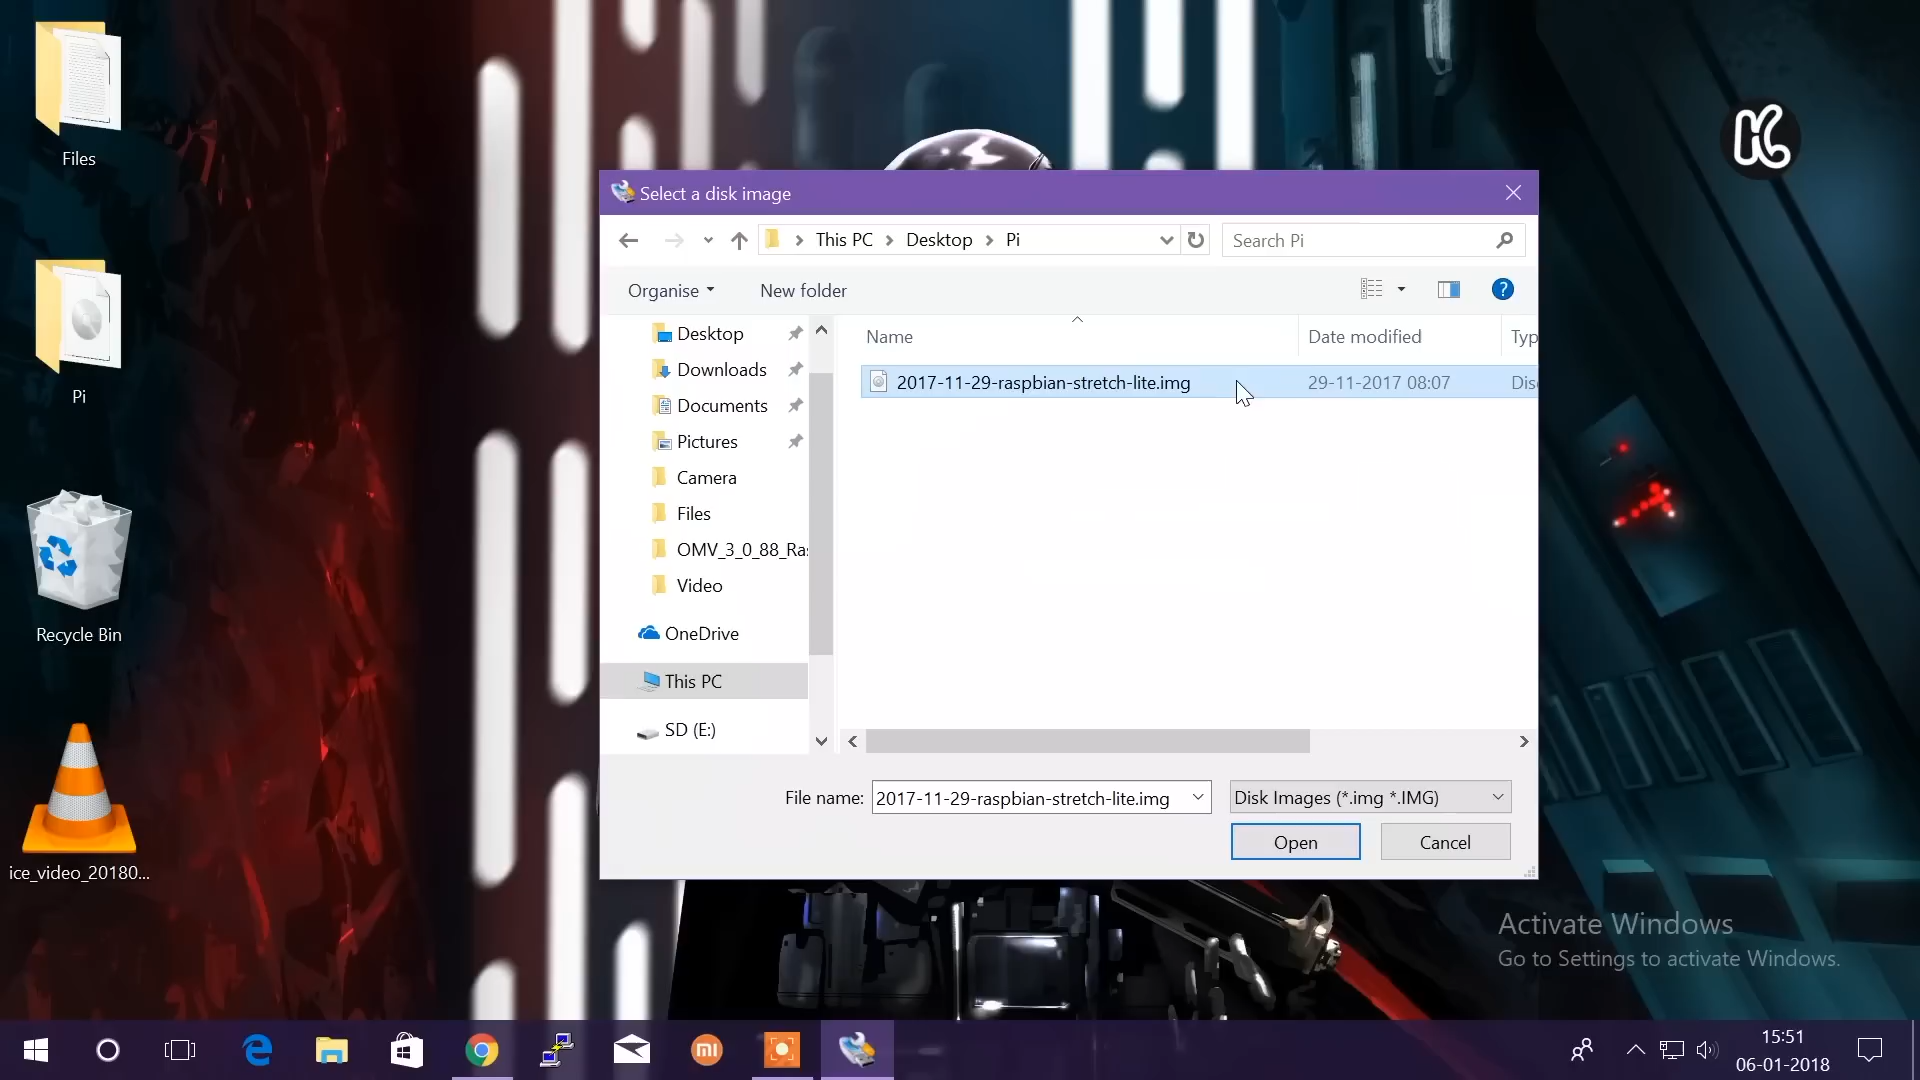 Files
Pi
Recycle Bin
ice_video_20180...
Select a disk image
This PC
Desktop
Pi
Search Pi
Organise
New folder
Desktop
Downloads
Documents
Pictures
Camera
Files
OMV_3_0_88_Ras
Video
OneDrive
This PC
SD (E:)
Name
Date modified
Typ
2017-11-29-raspbian-stretch-lite.img
29-11-2017 08:07
Disc
File name:
2017-11-29-raspbian-stretch-lite.img
Disk Images (*.img *.IMG)
Open
Cancel
Activate Windows
Go to Settings to activate Windows.
15:51
06-01-2018